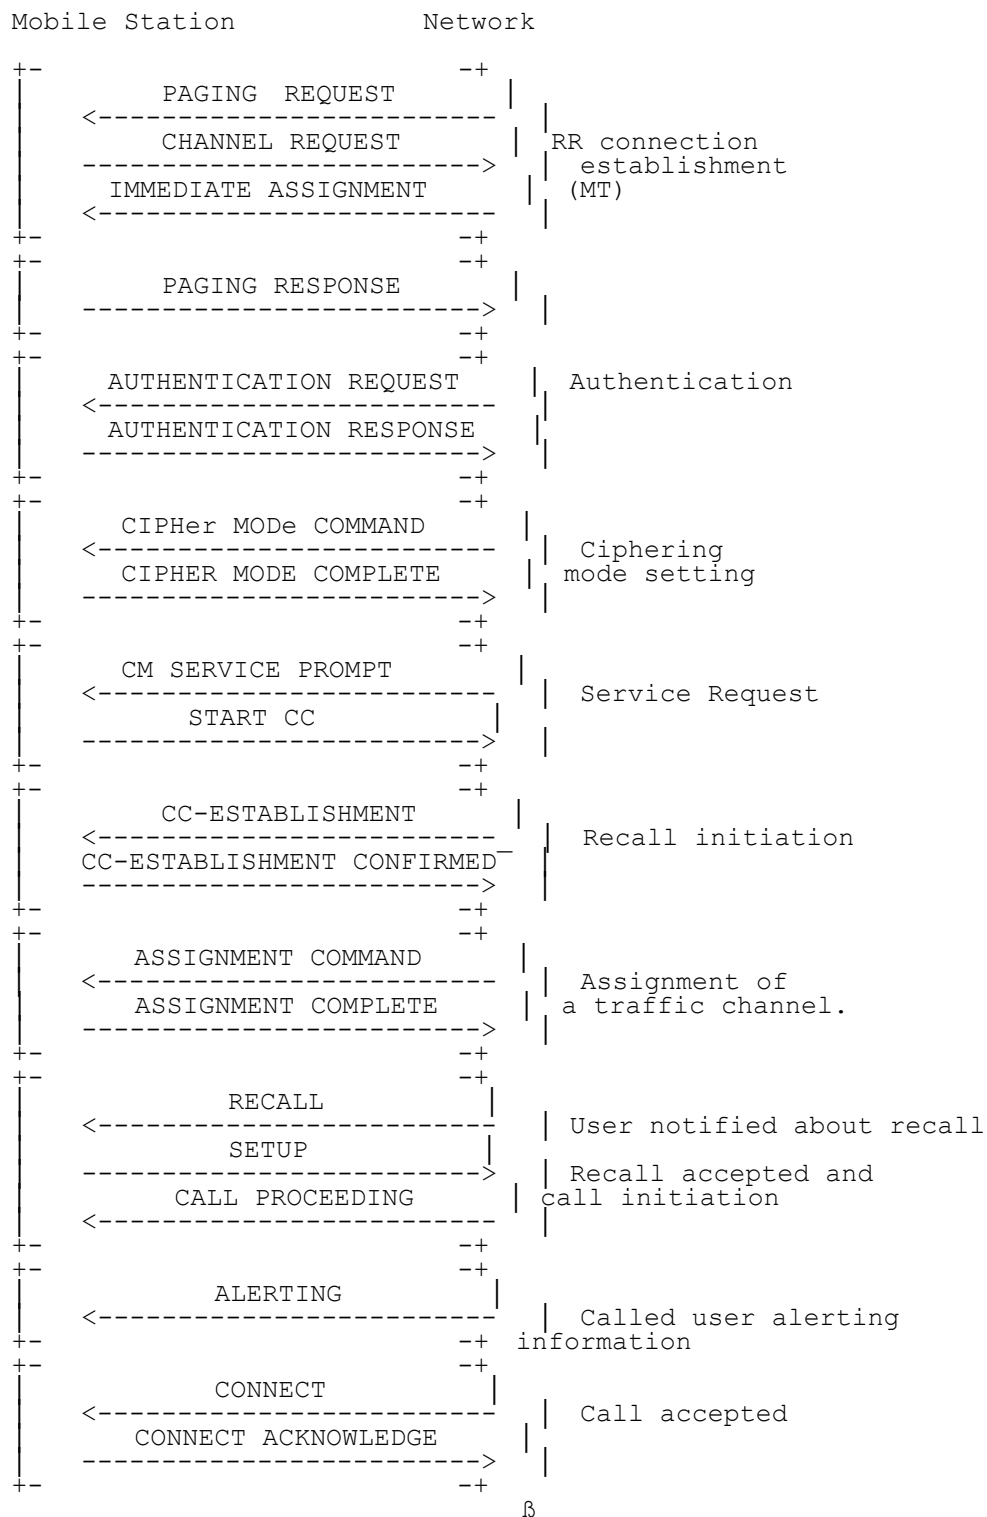 Mobile Station Network
+- -+
| PAGING REQUEST |
<------------------------- |
| CHANNEL REQUEST | RR connection
-------------------------> | establishment
| IMMEDIATE ASSIGNMENT | (MT)
<------------------------- |
+- -+
+- -+
| PAGING RESPONSE |
-------------------------> |
+- -+
+- -+
| AUTHENTICATION REQUEST | Authentication
<------------------------- |
| AUTHENTICATION RESPONSE |
-------------------------> |
+- -+
+- -+
| CIPHer MODe COMMAND |
<------------------------- | Ciphering
| CIPHER MODE COMPLETE | mode setting
-------------------------> |
+- -+
+- -+
| CM SERVICE PROMPT |
<------------------------- | Service Request
| START CC |
-------------------------> |
+- -+
+- -+
| CC-ESTABLISHMENT |
<------------------------- | Recall initiation
| CC-ESTABLISHMENT CONFIRMED |
-------------------------> |
+- -+
+- -+
| ASSIGNMENT COMMAND |
<------------------------- | Assignment of
| ASSIGNMENT COMPLETE | a traffic channel.
-------------------------> |
+- -+
+- -+
| RECALL |
<------------------------- | User notified about recall
| SETUP |
-------------------------> | Recall accepted and
| CALL PROCEEDING | call initiation
<------------------------- |
+- -+
+- -+
| ALERTING |
<------------------------- | Called user alerting
+- -+ information
+- -+
| CONNECT |
<------------------------- | Call accepted
| CONNECT ACKNOWLEDGE |
-------------------------> |
+- -+
ß